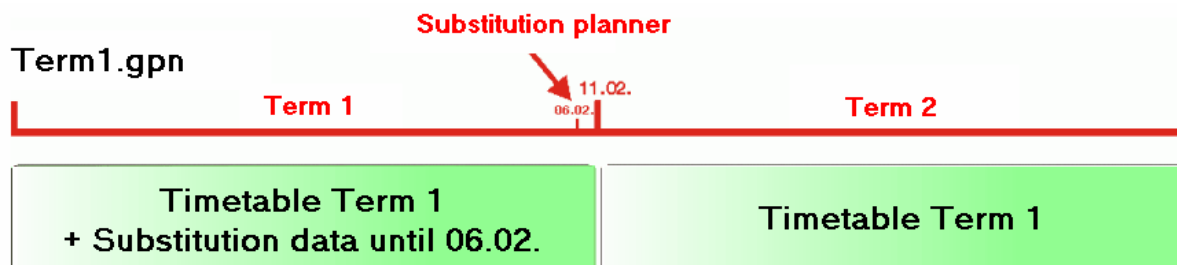 Substitution planner
Term1.gpn
11.02.
Term 1
06.02.
Term 2
Timetable Term 1
+ Substitution data until 06.02.
Timetable Term 1